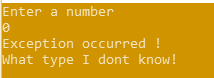 Enter a number
0
Exception occurred !
What type I dont know!